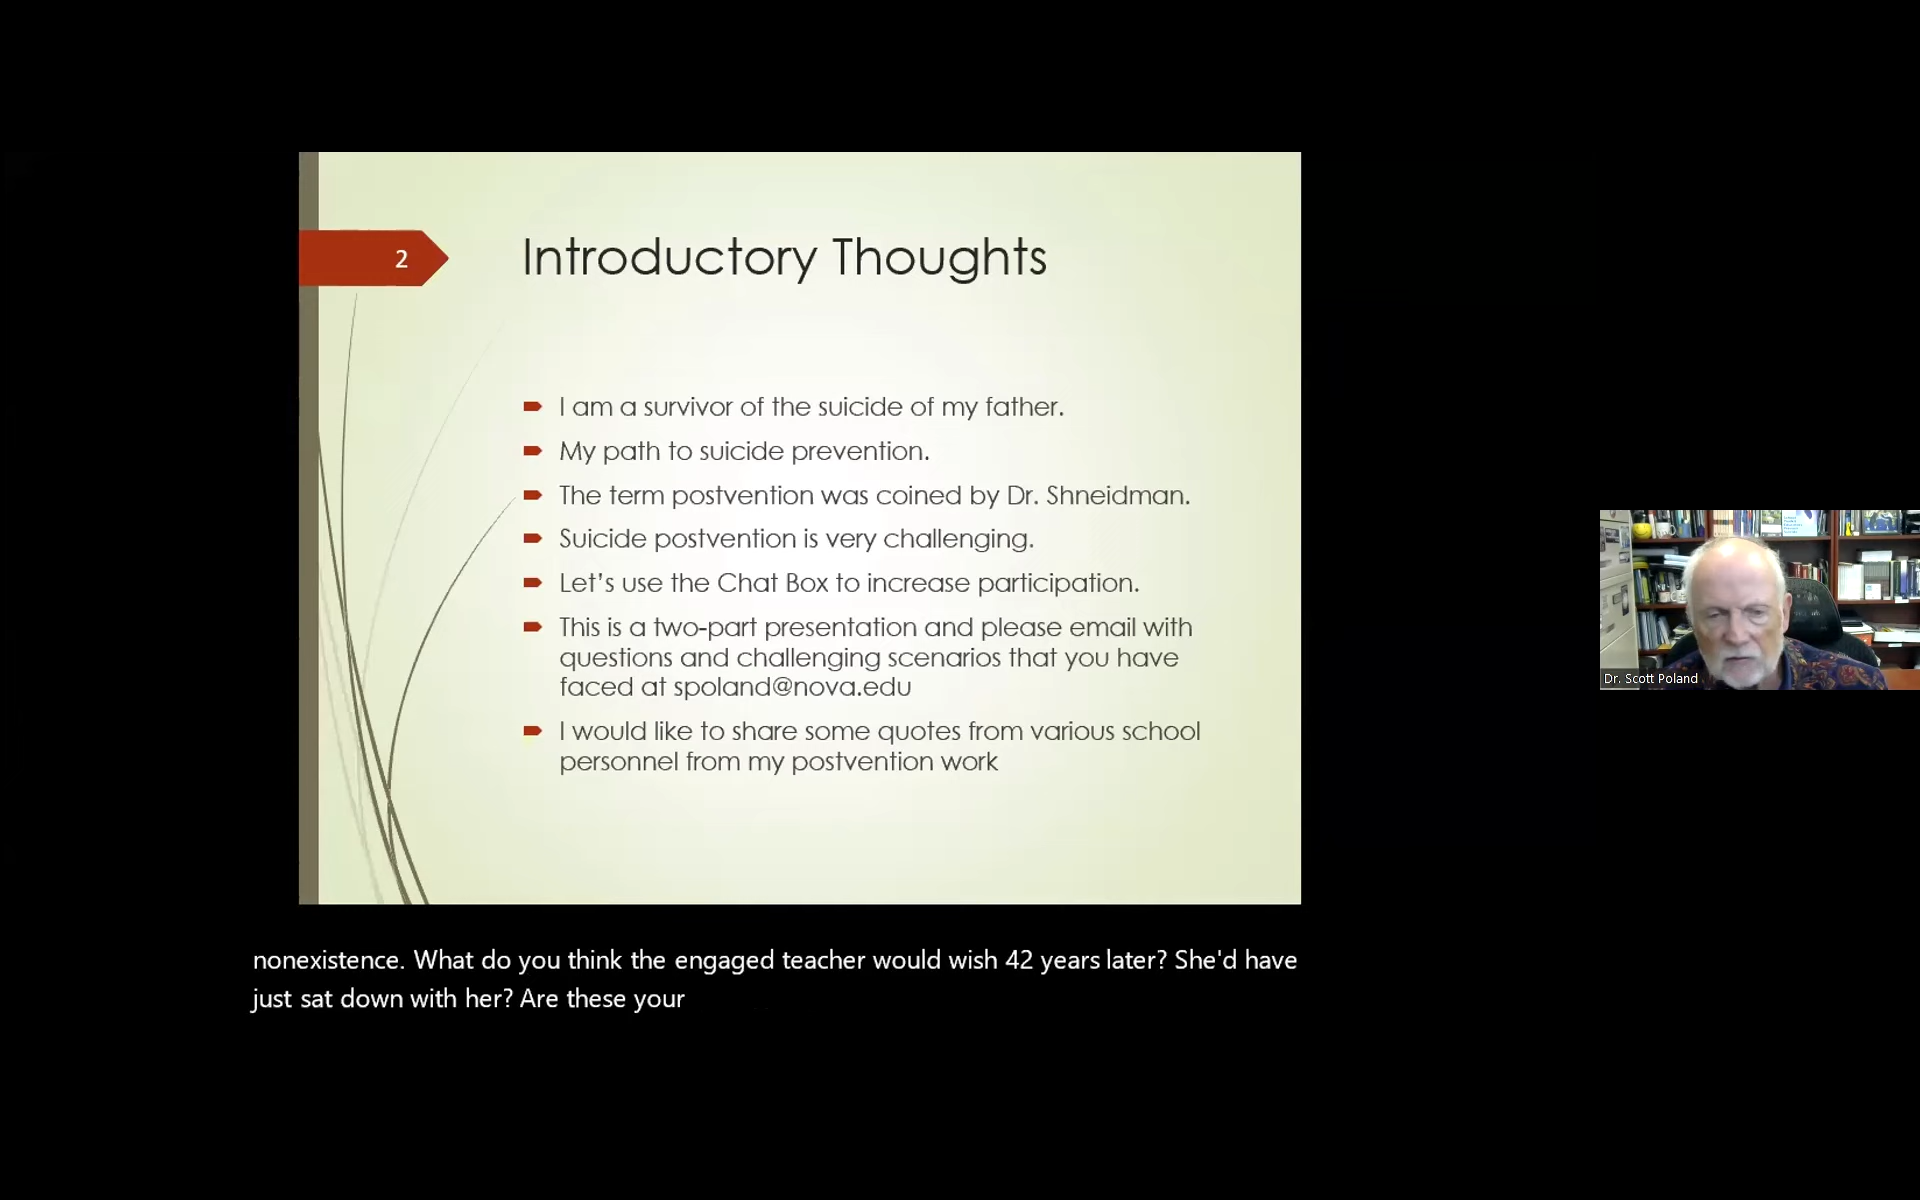 2
Introductory Thoughts
I am a survivor of the suicide of my father.
My path to suicide prevention.
The term postvention was coined by Dr. Shneidman.
Suicide postvention is very challenging.
Let's use the Chat Box to increase participation.
This is a two-part presentation and please email with
questions and challenging scenarios that you have
faced at spoland@nova.edu
I would like to share some quotes from various school
personnel from my postvention work
Dr. Scott Poland
nonexistence. What do you think the engaged teacher would wish 42 years later? She'd have
just sat down with her? Are these your